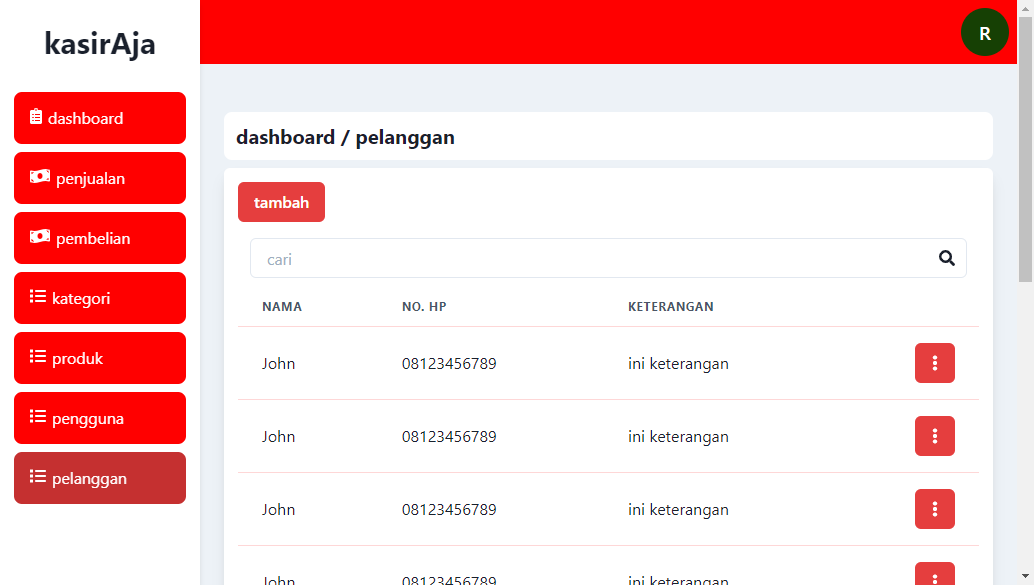 kasirAja
R
dashboard
penjualan
pembelian
kategori
produk
pengguna
pelanggan
dashboard / pelanggan
tambah
cari
NAMA NO. HP KETERANGAN
John 08123456789 ini keterangan
John 08123456789 ini keterangan
John 08123456789 ini keterangan
John 08123456789 ini keterangan